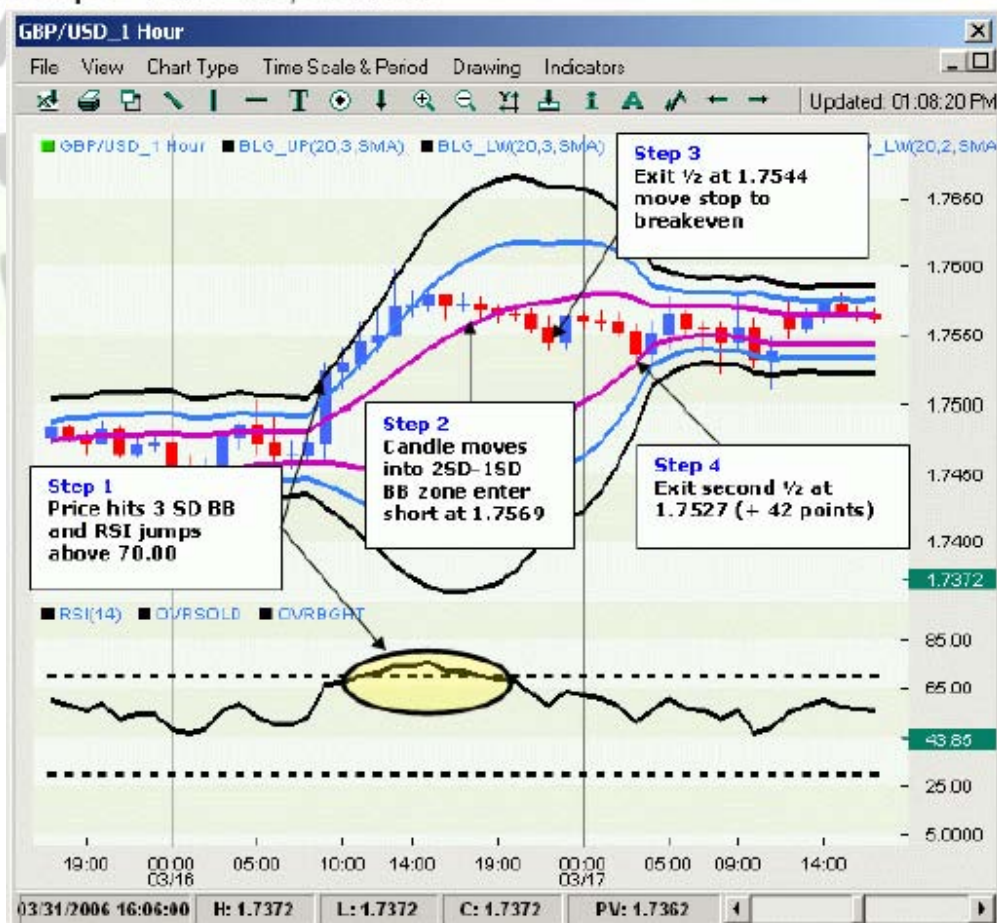 GBP/USD_1 Hour
File View Chart Type Time Scale & Period Drawing Indicators
T A Updated: 01:08:20 PM
GBP/USD_1 Hour BLG_UP(20,3,SMA) BLG_LW(20,3,SMA) _LW(20,2,SMA
Step 3
Exit ½ at 1.7544
move stop to
breakeven
1.7650
1.7600
1.7550
1.7500
1.7450
1.7400
1.7372
Step 2
Candle moves
into 2SD-1SD
BB zone enter
short at 1.7569
Step 4
Exit second ½ at
1.7527 (+ 42 points)
Step 1
Price hits 3 SD BB
and RSI jumps
above 70.00
RSI(14) OVRSOLD OVRBGHT
85.00
65.00
43.85
25.00
5.0000
19:00 00:00 05:00 10:00 14:00 19:00 00:00 05:00 09:00 14:00
03/16 03/17
03/31/2006 16:06:00 H: 1.7372 L: 1.7372 C: 1.7372 PV: 1.7362